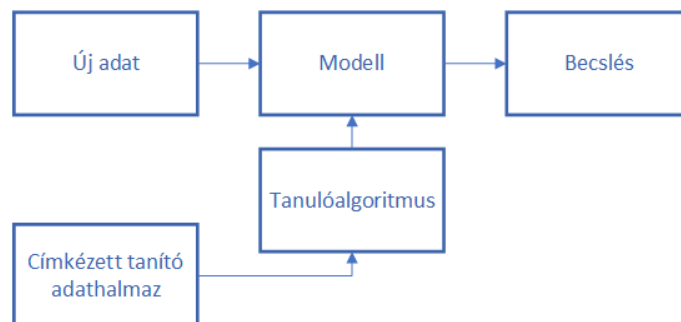 Új adat
Modell
Becslés
Tanulóalgoritmus
Címkézett tanító
adathalmaz